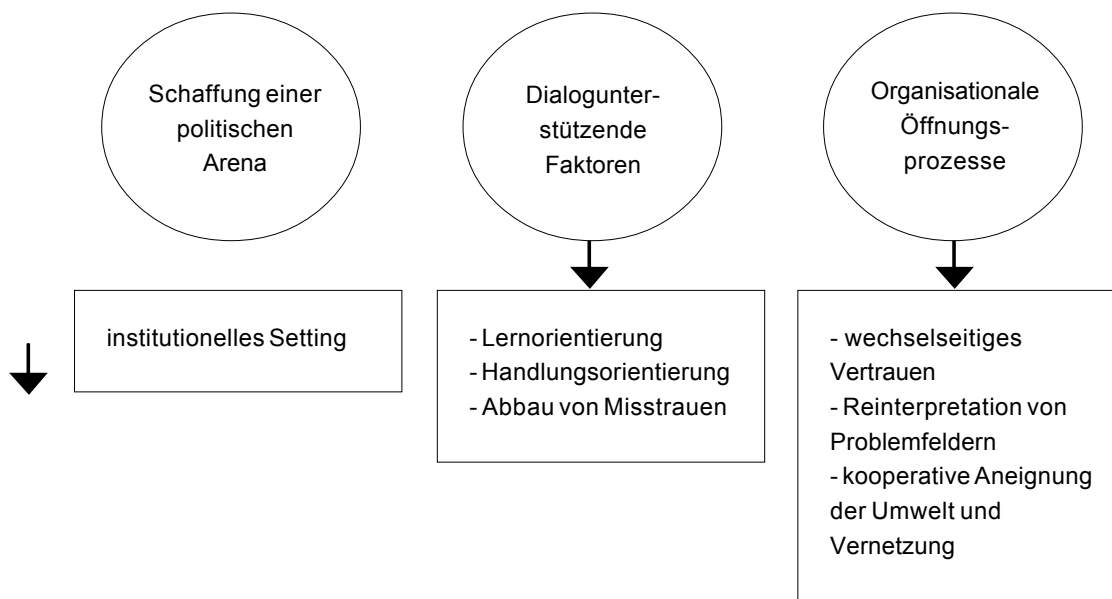 Schaffung einer
politischen
Arena
Dialogunter-
stützende
Faktoren
Organisationale
Öffnungs-
prozesse
institutionelles Setting
- Lernorientierung
- Handlungsorientierung
- Abbau von Misstrauen
- wechselseitiges
Vertrauen
- Reinterpretation von
Problemfeldern
- kooperative Aneignung
der Umwelt und
Vernetzung